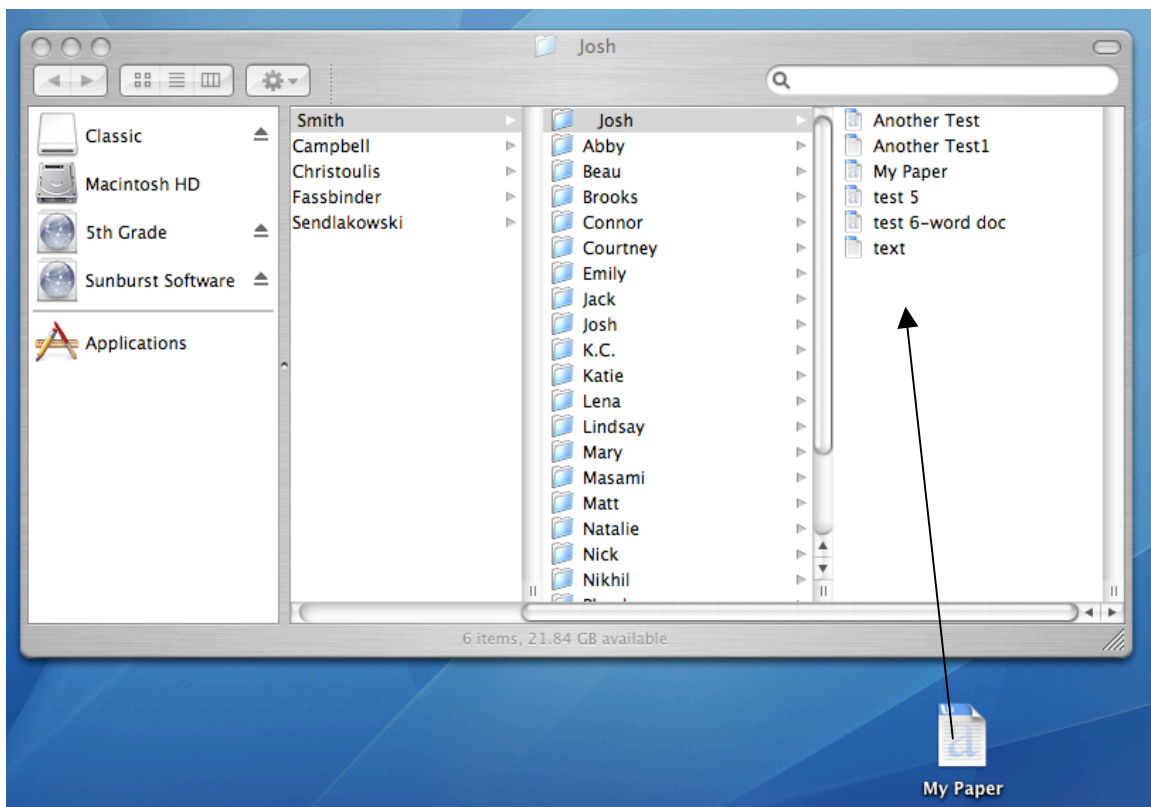 Josh
Classic
Macintosh HD
5th Grade
Sunburst Software
Applications
Smith
Campbell
Christoulis
Fassbinder
Sendlakowski
Josh
Abby
Beau
Brooks
Connor
Courtney
Emily
Jack
Josh
K.C.
Katie
Lena
Lindsay
Mary
Masami
Matt
Natalie
Nick
Nikhil
Another Test
Another Test1
My Paper
test 5
test 6-word doc
text
6 items, 21.84 GB available
My Paper